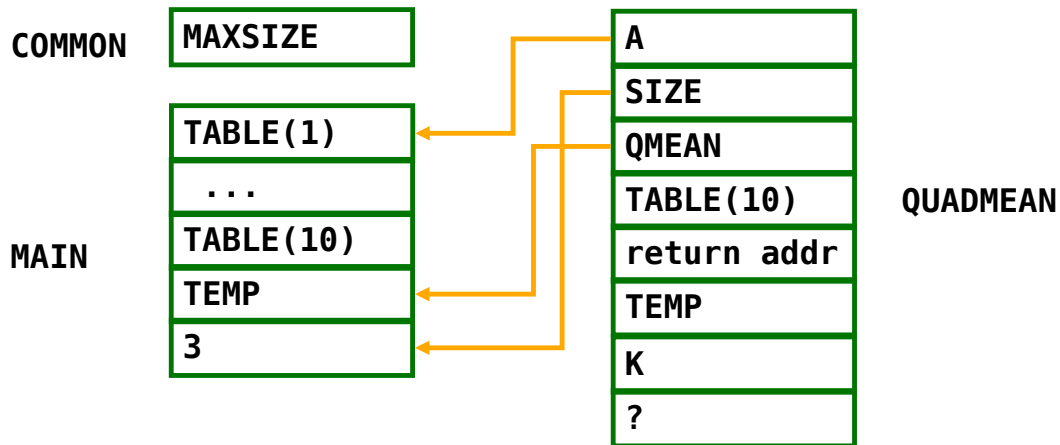 COMMON
MAXSIZE
MAIN
TABLE(1)
...
TABLE(10)
TEMP
3
A
SIZE
QMEAN
TABLE(10)
return addr
TEMP
K
?
QUADMEAN